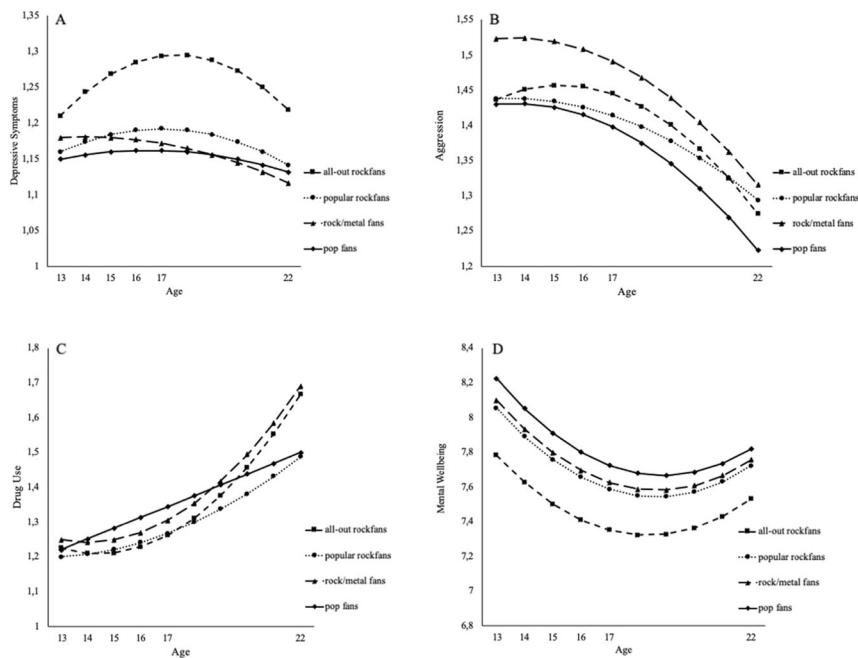 A
1,35
1,3
1,25
1,2
1,15
1,1
1,05
1
Depressive Symptoms
13 14 15 16 17 22
Age
all-out rockfans
popular rockfans
rock/metal fans
pop fans
B
1,55
1,5
1,45
1,4
1,35
1,3
1,25
1,2
Aggression
13 14 15 16 17 22
Age
all-out rockfans
popular rockfans
rock/metal fans
pop fans
C
1,8
1,7
1,6
1,5
1,4
1,3
1,2
1,1
1
Drug Use
13 14 15 16 17 22
Age
all-out rockfans
popular rockfans
rock/metal fans
pop fans
D
8,4
8,2
8
7,8
7,6
7,4
7,2
7
6,8
Mental Wellbeing
13 14 15 16 17 22
Age
all-out rockfans
popular rockfans
rock/metal fans
pop fans